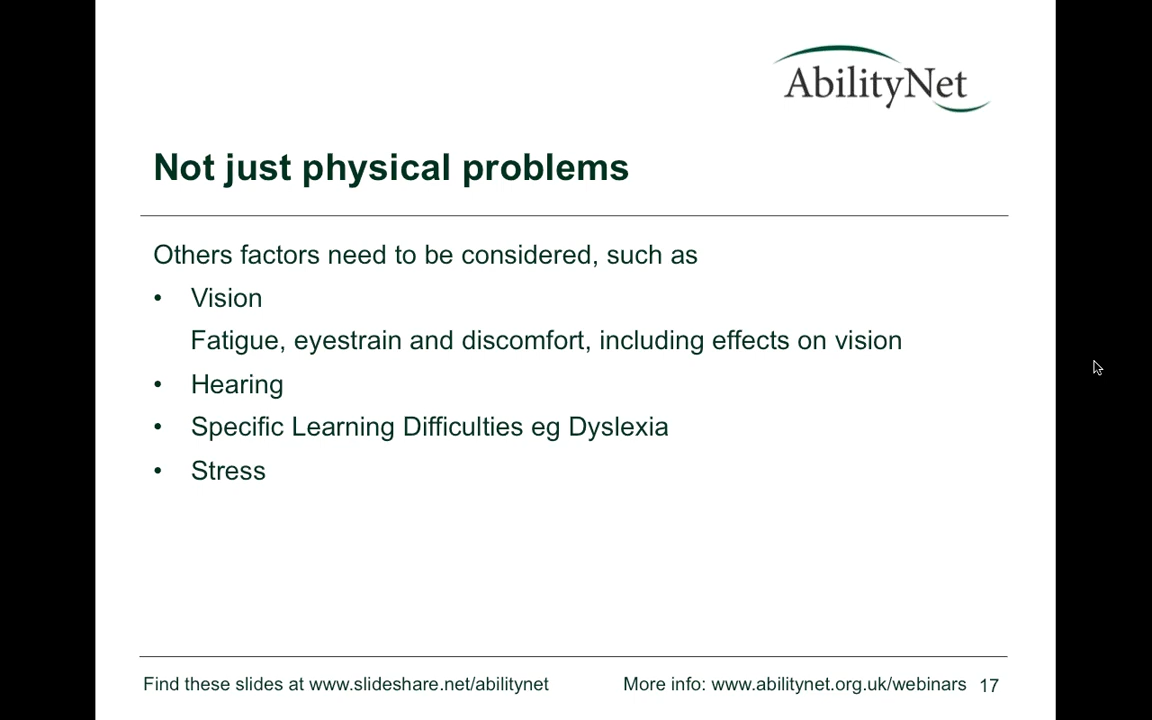 AbilityNet
Not just physical problems
Others factors need to be considered, such as
• Vision
Fatigue, eyestrain and discomfort, including effects on vision
• Hearing
• Specific Learning Difficulties eg Dyslexia
• Stress
Find these slides at www.slideshare.net/abilitynet More info: www.abilitynet.org.uk/webinars 17